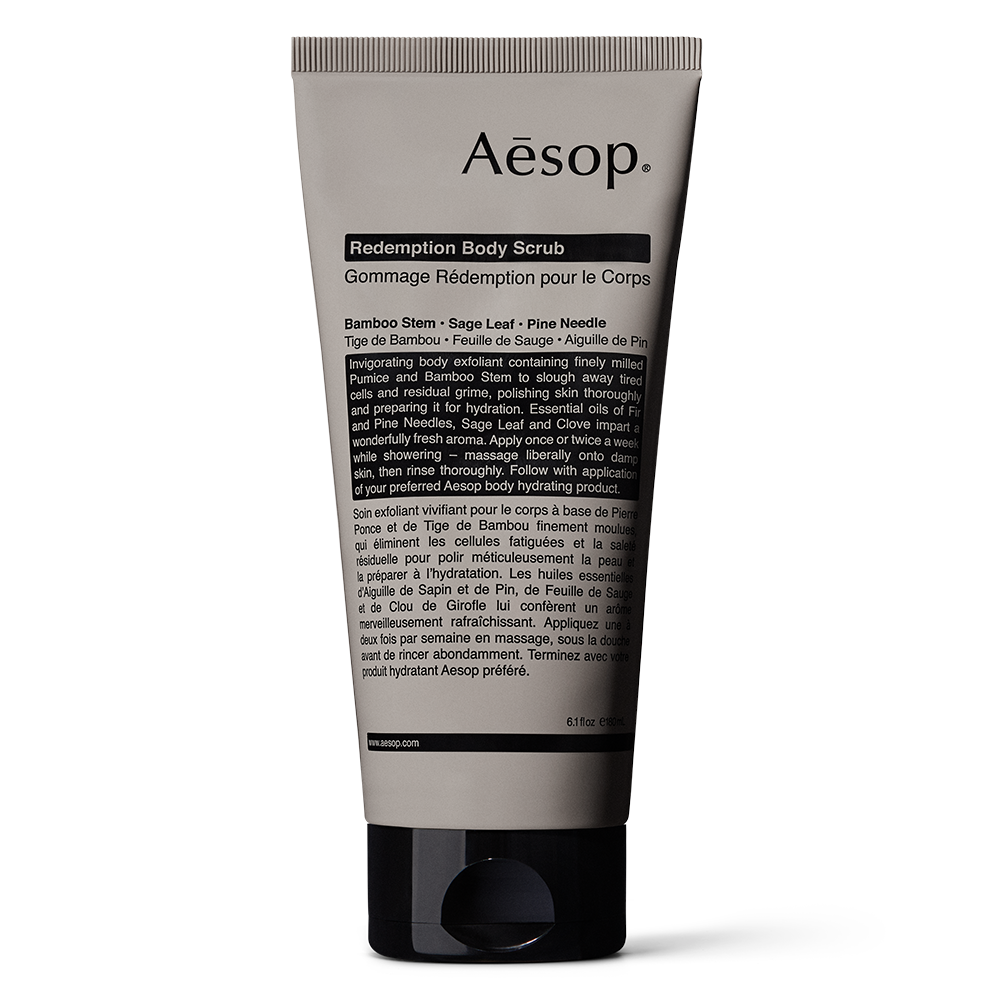 Aēsop®
Redemption Body Scrub
Gommage Rédemption pour le Corps
Bamboo Stem • Sage Leaf • Pine Needle
Tige de Bambou • Feuille de Sauge • Aiguille de Pin
Invigorating body exfoliant containing finely milled
Pumice and Bamboo Stem to slough away tired
cells and residual grime, polishing skin thoroughly
and preparing it for hydration. Essential oils of Fir
and Pine Needles, Sage Leaf and Clove impart a
wonderfully fresh aroma. Apply once or twice a week
while showering – massage liberally onto damp
skin, then rinse thoroughly. Follow with application
of your preferred Aesop body hydrating product.
Soin exfoliant vivifiant pour le corps à base de Pierre
Ponce et de Tige de Bambou finement moulues,
qui éliminent les cellules fatiguées et la saleté
résiduelle pour polir méticuleusement la peau et
la préparer à l'hydratation. Les huiles essentielles
d'Aiguille de Sapin et de Pin, de Feuille de Sauge
et de Clou de Girofle lui confèrent un arôme
merveilleusement rafraîchissant. Appliquez une à
deux fois par semaine en massage, sous la douche
avant de rincer abondamment. Terminez avec votre
produit hydratant Aesop préféré.
6.1 fl oz ℮180 mL
www.aesop.com